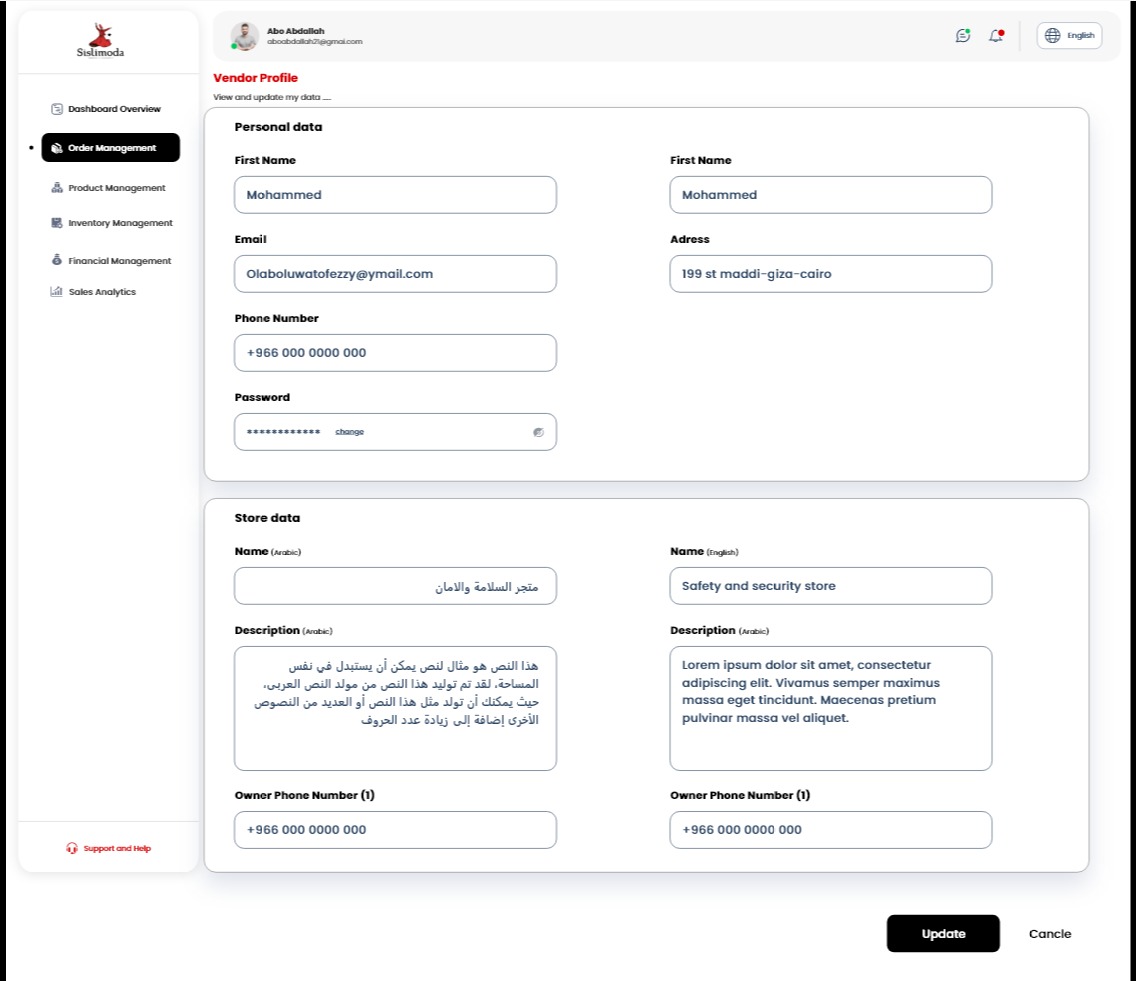 Sislimoda
Dashboard Overview
Order Management
Product Management
Inventory Management
Financial Management
Sales Analytics
Support and Help
Abo Abdallah
aboabdallah21@gmai.com
English
Vendor Profile
View and update my data ....
Personal data
First Name
Mohammed
First Name
Mohammed
Email
Olaboluwatofezzy@ymail.com
Adress
199 st maddi-giza-cairo
Phone Number
+966 000 0000 000
Password
************ change
Store data
Name (Arabic)
متجر السلامة والامان
Name (English)
Safety and security store
Description (Arabic)
هذا النص هو مثال لنص يمكن أن يستبدل في نفس
المساحة، لقد تم توليد هذا النص من مولد النص العربى،
حيث يمكنك أن تولد مثل هذا النص أو العديد من النصوص
الأخرى إضافة إلى زيادة عدد الحروف
Description (Arabic)
Lorem ipsum dolor sit amet, consectetur
adipiscing elit. Vivamus semper maximus
massa eget tincidunt. Maecenas pretium
pulvinar massa vel aliquet.
Owner Phone Number (1)
+966 000 0000 000
Owner Phone Number (1)
+966 000 0000 000
Update
Cancle